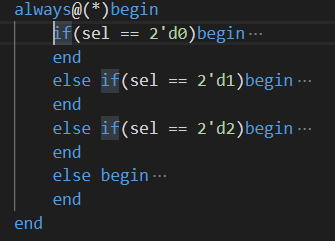 always@(*)begin
if(sel == 2'd0)begin ···
end
else if(sel == 2'd1)begin ···
end
else if(sel == 2'd2)begin ···
end
else begin ···
end
end